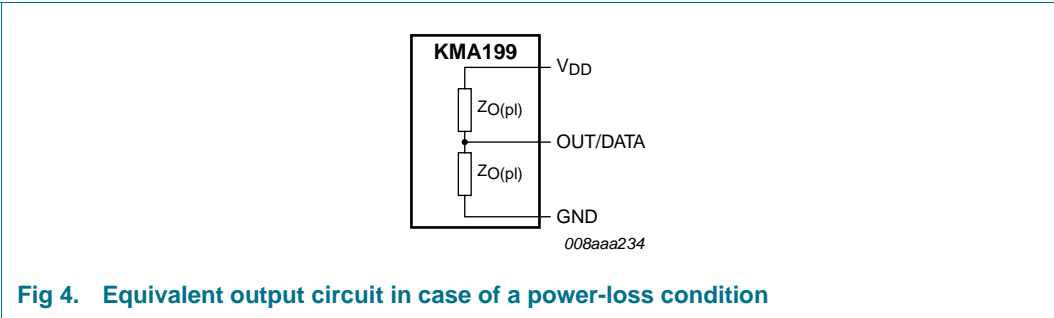 KMA199
VDD
ZO(pl)
OUT/DATA
ZO(pl)
GND
008aaa234
Fig 4. Equivalent output circuit in case of a power-loss condition